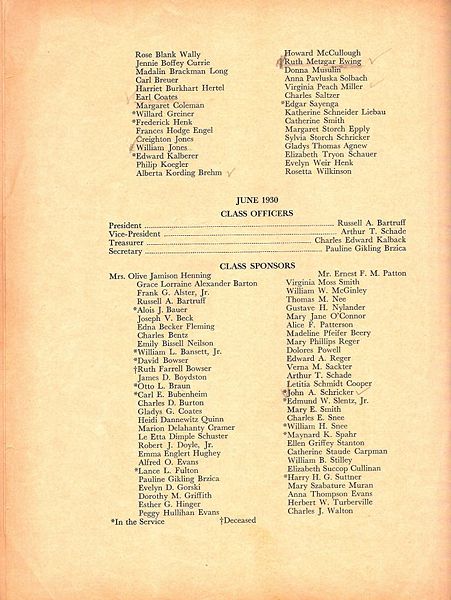 Rose Blank Wally
Jennie Boffey Currie
Madalin Brackman Long
Carl Breuer
Harriet Burkhart Hertel
Earl Coates
Margaret Coleman
*Willard Greiner
*Frederick Henk
Frances Hodge Engel
Creighton Jones
William Jones
*Edward Kalberer
Philip Koegler
Alberta Kording Brehm
Howard McCullough
Ruth Metzgar Ewing
Donna Musulin
Anna Pavluska Solbach
Virginia Peach Miller
Charles Saltzer
*Edgar Sayenga
Katherine Schneider Liebau
Catherine Smith
Margaret Storch Epply
Sylvia Storch Schricker
Gladys Thomas Agnew
Elizabeth Tryon Schauer
Evelyn Weir Henk
Rosetta Wilkinson
JUNE 1930
CLASS OFFICERS
President ........ Russell A. Bartruff
Vice-President ........ Arthur T. Schade
Treasurer ........ Charles Edward Kalback
Secretary ........ Pauline Gikling Brzica
CLASS SPONSORS
Mrs. Olive Jamison Henning
Grace Lorraine Alexander Barton
Frank G. Alster, Jr.
Russell A. Bartruff
*Alois J. Bauer
Joseph V. Beck
Edna Becker Fleming
Charles Bentz
Emily Bissell Neilson
*William L. Bansett, Jr.
*David Bowser
†Ruth Farrell Bowser
James D. Boydston
*Otto L. Braun
*Carl E. Bubenheim
Charles D. Burton
Gladys G. Coates
Heidi Dannewitz Quinn
Marion Delahanty Cramer
Le Etta Dimple Schuster
Robert J. Doyle, Jr.
Emma Englert Hughey
Alfred O. Evans
*Lance L. Fulton
Pauline Gikling Brzica
Evelyn D. Gorski
Dorothy M. Griffith
Esther G. Hinger
Peggy Hullihan Evans
Mr. Ernest F. M. Patton
Virginia Moss Smith
William W. McGinley
Thomas M. Nee
Gustave H. Nylander
Mary Jane O'Connor
Alice F. Patterson
Madeline Pfeifer Beery
Mary Phillips Reger
Dolores Powell
Edward A. Reger
Verna M. Sackter
Arthur T. Schade
Letitia Schmidt Cooper
*John A. Schricker
*Edmund W. Slentz, Jr.
Mary E. Smith
Charles E. Snee
*William H. Snee
*Maynard K. Spahr
Ellen Griffey Stanton
Catherine Staude Carpman
William B. Stilley
Elizabeth Succop Cullinan
*Harry H. G. Suttner
Mary Szabature Muran
Anna Thompson Evans
Herbert W. Turberville
Charles J. Walton
*In the Service †Deceased